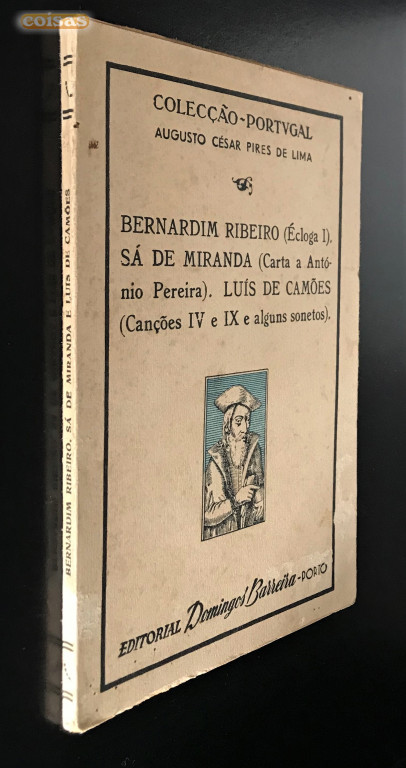 coisas
COLECÇÃO-PORTVGAL
AUGUSTO CÉSAR PIRES DE LIMA
BERNARDIM RIBEIRO (Écloga I).
SÁ DE MIRANDA (Carta a Antó-
nio Pereira). LUÍS DE CAMÕES
(Canções IV e IX e alguns sonetos).
EDITORIAL Domingos Barreira-PORTO
BERNARDIM RIBEIRO, SÁ DE MIRANDA E LUÍS DE CAMÕES